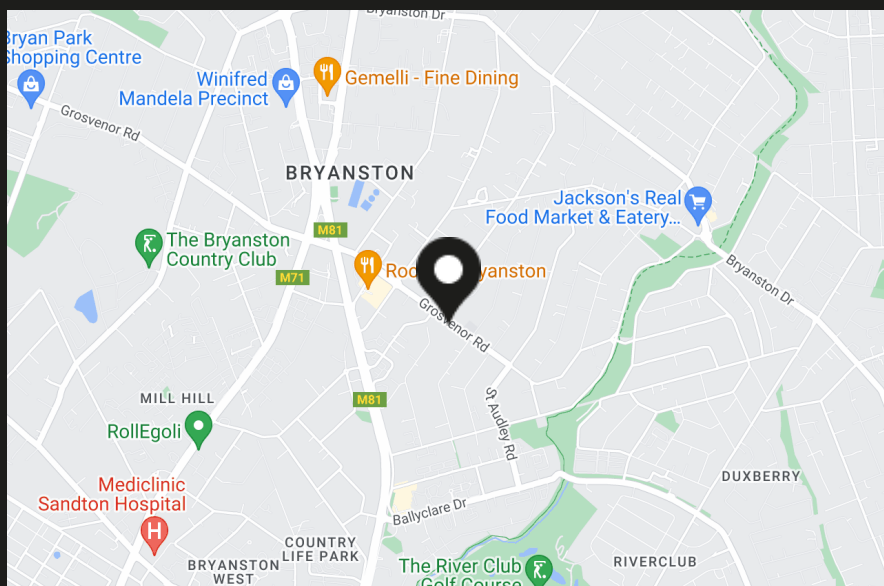 Bryanston Dr
Bryan Park
Shopping Centre
Winifred
Mandela Precinct
Gemelli - Fine Dining
Grosvenor Rd
BRYANSTON
Jackson's Real
Food Market & Eatery...
M81
The Bryanston
Country Club
M71
Bryanston Dr
Grosvenor Rd
M81
St Audley Rd
MILL HILL
RollEgoli
DUXBERRY
Mediclinic
Sandton Hospital
H
Ballyclare Dr
COUNTRY
LIFE PARK
BRYANSTON
WEST
The River Club
Golf Course
RIVERCLUB